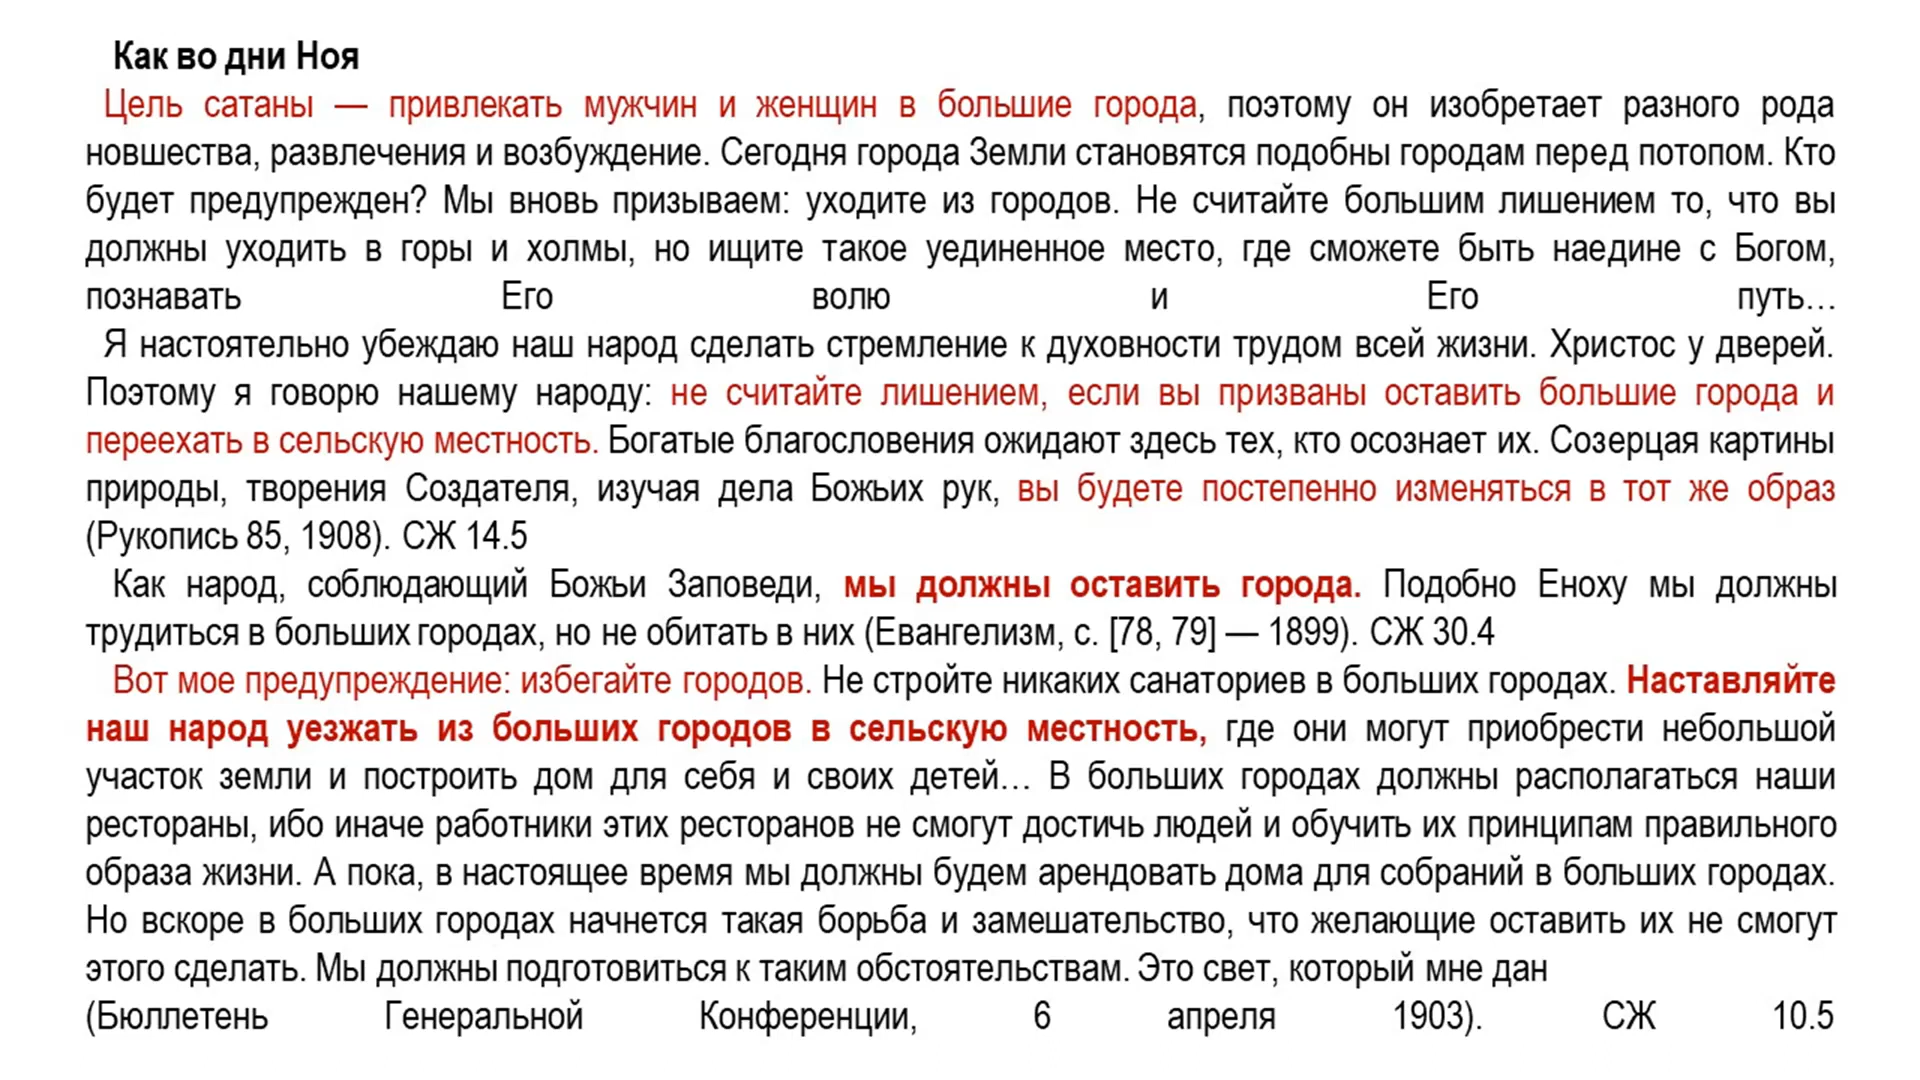 Как во дни Ноя
Цель сатаны — привлекать мужчин и женщин в большие города, поэтому он изобретает разного рода
новшества, развлечения и возбуждение. Сегодня города Земли становятся подобны городам перед потопом. Кто
будет предупрежден? Мы вновь призываем: уходите из городов. Не считайте большим лишением то, что вы
должны уходить в горы и холмы, но ищите такое уединенное место, где сможете быть наедине с Богом,
познавать Его волю и Его путь…
Я настоятельно убеждаю наш народ сделать стремление к духовности трудом всей жизни. Христос у дверей.
Поэтому я говорю нашему народу: не считайте лишением, если вы призваны оставить большие города и
переехать в сельскую местность. Богатые благословения ожидают здесь тех, кто осознает их. Созерцая картины
природы, творения Создателя, изучая дела Божьих рук, вы будете постепенно изменяться в тот же образ
(Рукопись 85, 1908). СЖ 14.5
Как народ, соблюдающий Божьи Заповеди, мы должны оставить города. Подобно Еноху мы должны
трудиться в больших городах, но не обитать в них (Евангелизм, с. [78, 79] — 1899). СЖ 30.4
Вот мое предупреждение: избегайте городов. Не стройте никаких санаториев в больших городах. Наставляйте
наш народ уезжать из больших городов в сельскую местность, где они могут приобрести небольшой
участок земли и построить дом для себя и своих детей… В больших городах должны располагаться наши
рестораны, ибо иначе работники этих ресторанов не смогут достичь людей и обучить их принципам правильного
образа жизни. А пока, в настоящее время мы должны будем арендовать дома для собраний в больших городах.
Но вскоре в больших городах начнется такая борьба и замешательство, что желающие оставить их не смогут
этого сделать. Мы должны подготовиться к таким обстоятельствам. Это свет, который мне дан
(Бюллетень Генеральной Конференции, 6 апреля 1903). СЖ 10.5